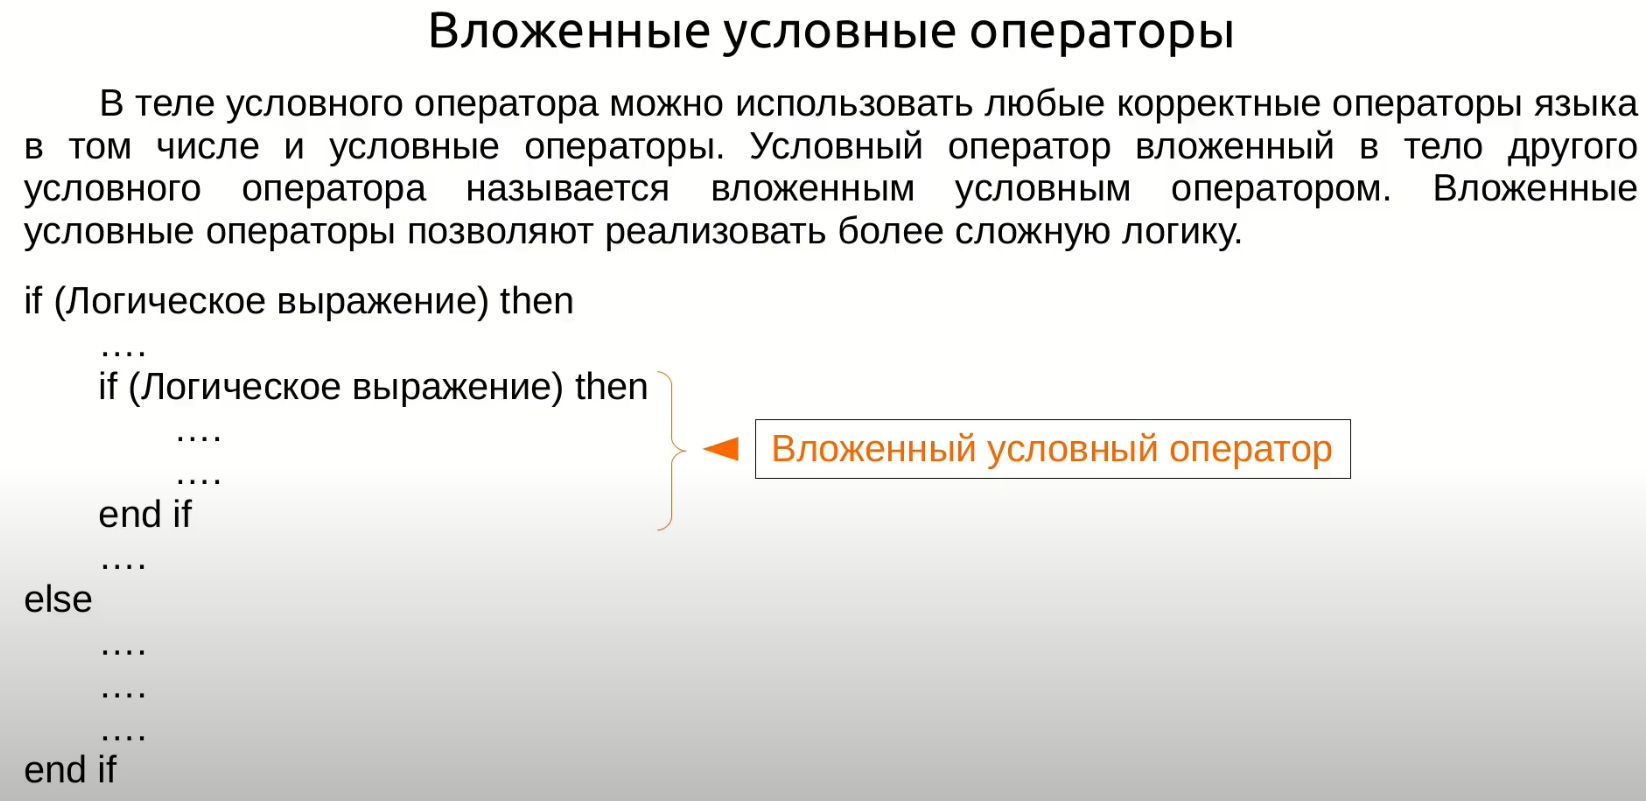 Вложенные условные операторы
В теле условного оператора можно использовать любые корректные операторы языка
в том числе и условные операторы. Условный оператор вложенный в тело другого
условного оператора называется вложенным условным оператором. Вложенные
условные операторы позволяют реализовать более сложную логику.
if (Логическое выражение) then
....
if (Логическое выражение) then
....
....
end if
Вложенный условный оператор
....
else
....
....
....
end if